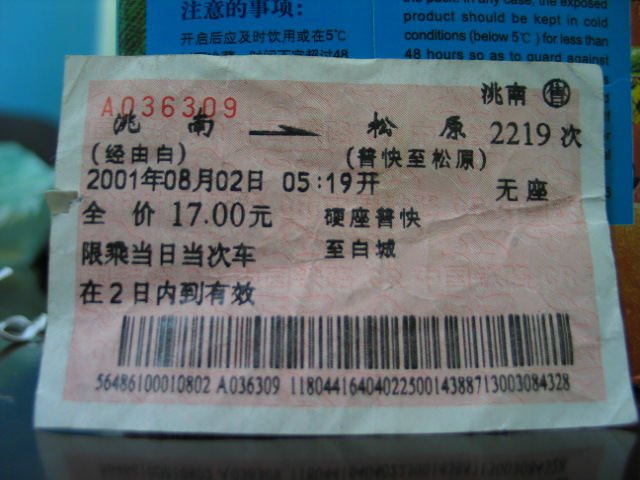 注意的事项:
开启后应及时饮用或在5℃
product should be kept in cold
conditions (below 5℃) for less than
48 hours so as to guard against
A036309
洮南 售
洮 南 → 松 原 2219 次
(经由白) (普快至松原)
2001年08月02日 05:19开 无座
全 价 17.00元 硬座普快
限乘当日当次车 至白城
在2日内到有效
56486100010802 A036309 1180441640402250014388713003084328